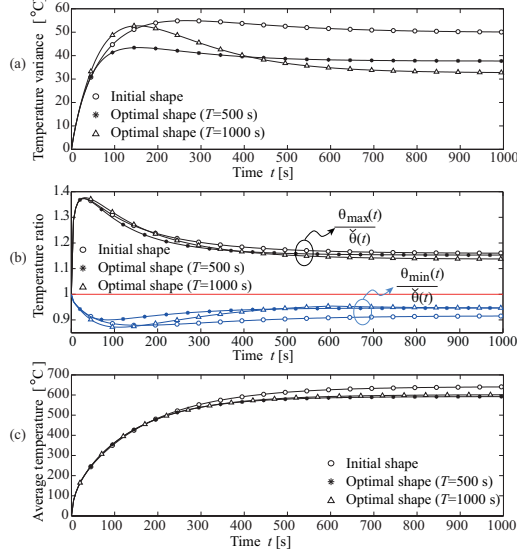 (a)
Temperature variance [°C]
60
50
40
30
20
10
0
Initial shape
Optimal shape (T=500 s)
Optimal shape (T=1000 s)
0 100 200 300 400 500 600 700 800 900 1000
Time t [s]
(b)
Temperature ratio
1.4
1.3
1.2
1.1
1
0.9
θmax(t)
θ̌(t)
Initial shape
Optimal shape (T=500 s)
Optimal shape (T=1000 s)
θmin(t)
θ̌(t)
0 100 200 300 400 500 600 700 800 900 1000
Time t [s]
(c)
Average temperature [°C]
700
600
500
400
300
200
100
0
Initial shape
Optimal shape (T=500 s)
Optimal shape (T=1000 s)
0 100 200 300 400 500 600 700 800 900 1000
Time t [s]